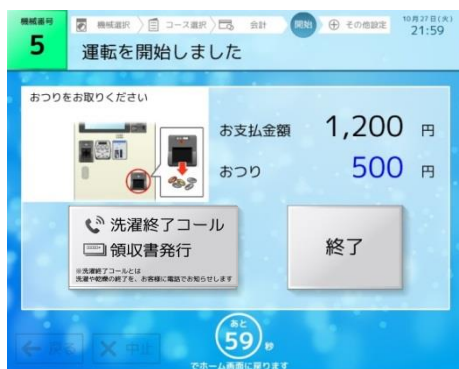 機械番号
5
機械選択
コース選択
会計
開始
その他設定
10月27日(火)
21:59
運転を開始しました
おつりをお取りください
お支払金額 1,200 円
おつり 500 円
洗濯終了コール
領収書発行
※洗濯終了コールとは
洗濯や乾燥の終了を、お客様に電話でお知らせします
終了
戻る
中止
あと
59 秒
でホーム画面に戻ります